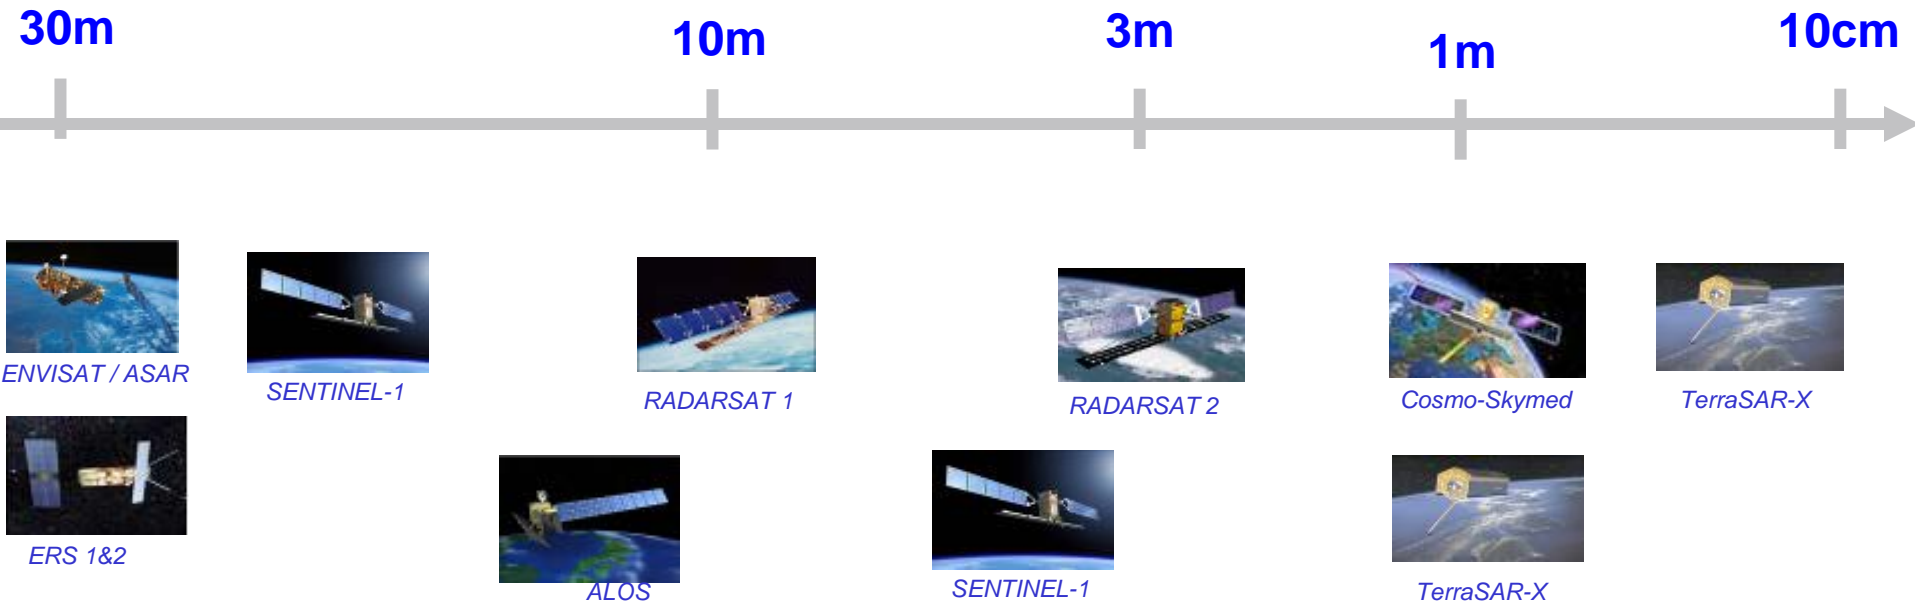 30m
10m
3m
1m
10cm
ENVISAT / ASAR
SENTINEL-1
RADARSAT 1
RADARSAT 2
Cosmo-Skymed
TerraSAR-X
ERS 1&2
ALOS
SENTINEL-1
TerraSAR-X